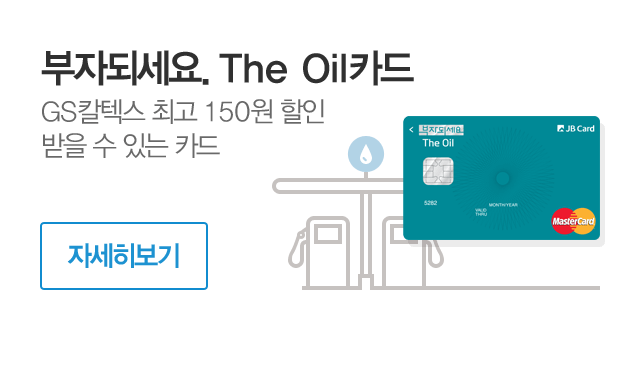 부자되세요. The Oil카드
GS칼텍스 최고 150원 할인
받을 수 있는 카드
자세히보기
부자되세요.
The Oil
JB Card
5282
MONTH/YEAR
VALID
THRU
MasterCard